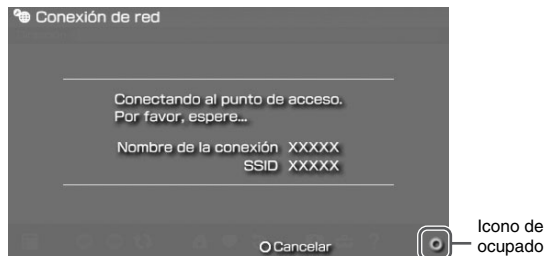 Conexión de red
Conectando al punto de acceso.
Por favor, espere...
Nombre de la conexión XXXXX
SSID XXXXX
Cancelar
Icono de
ocupado